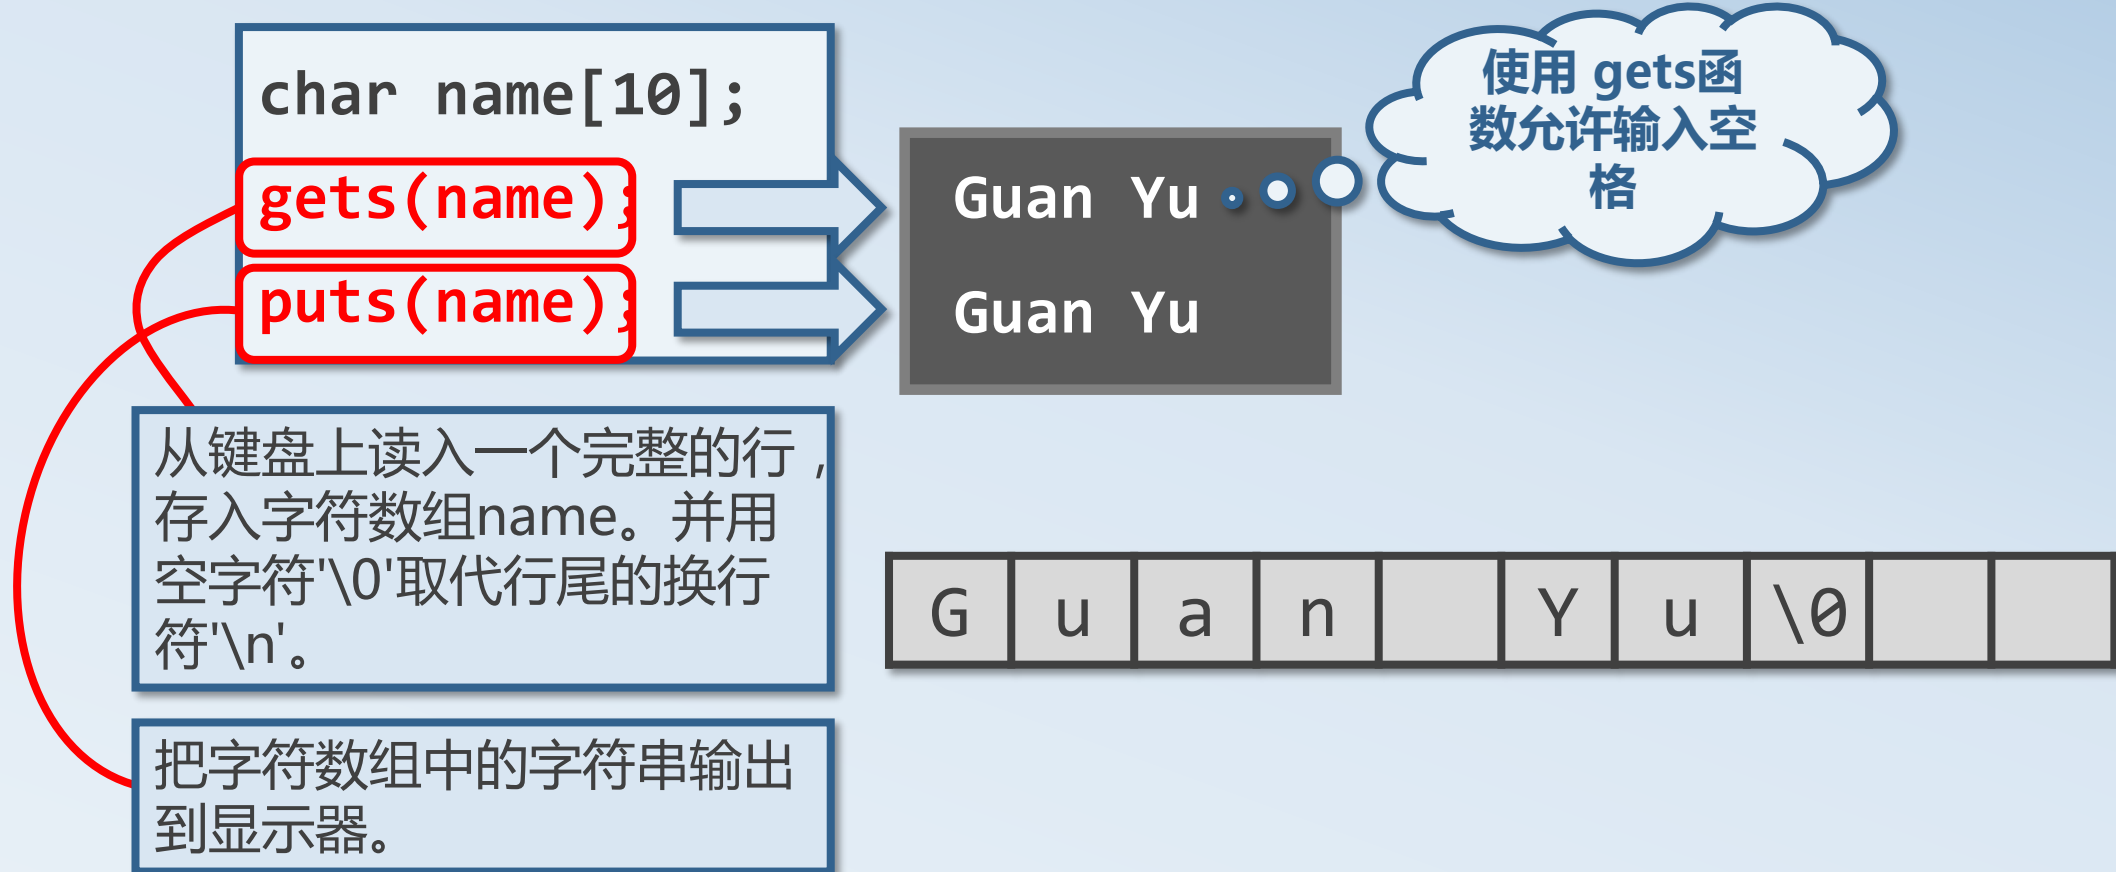 char name[10];
gets(name);
puts(name);
Guan Yu
Guan Yu
使用 gets函
数允许输入空
格
从键盘上读入一个完整的行，
存入字符数组name。并用
空字符'\0'取代行尾的换行
符'\n'。
G u a n Y u \0
把字符数组中的字符串输出
到显示器。